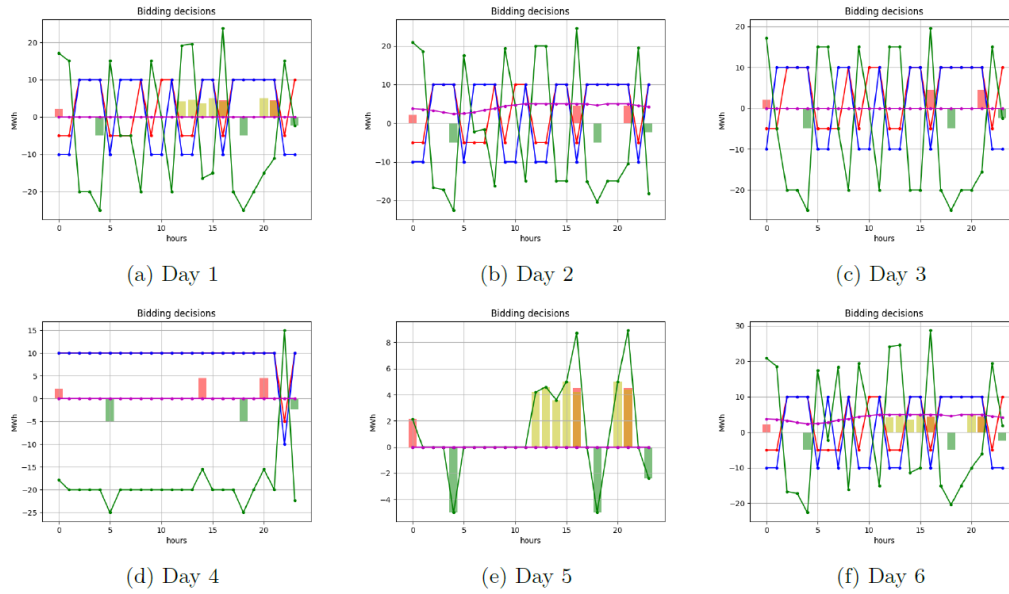 Bidding decisions
MWh
20
10
0
−10
−20
0 5 10 15 20
hours
(a) Day 1
Bidding decisions
MWh
20
10
0
−10
−20
0 5 10 15 20
hours
(b) Day 2
Bidding decisions
MWh
20
10
0
−10
−20
0 5 10 15 20
hours
(c) Day 3
Bidding decisions
MWh
15
10
5
0
−5
−10
−15
−20
−25
0 5 10 15 20
hours
(d) Day 4
Bidding decisions
MWh
8
6
4
2
0
−2
−4
0 5 10 15 20
hours
(e) Day 5
Bidding decisions
MWh
30
20
10
0
−10
−20
0 5 10 15 20
hours
(f) Day 6